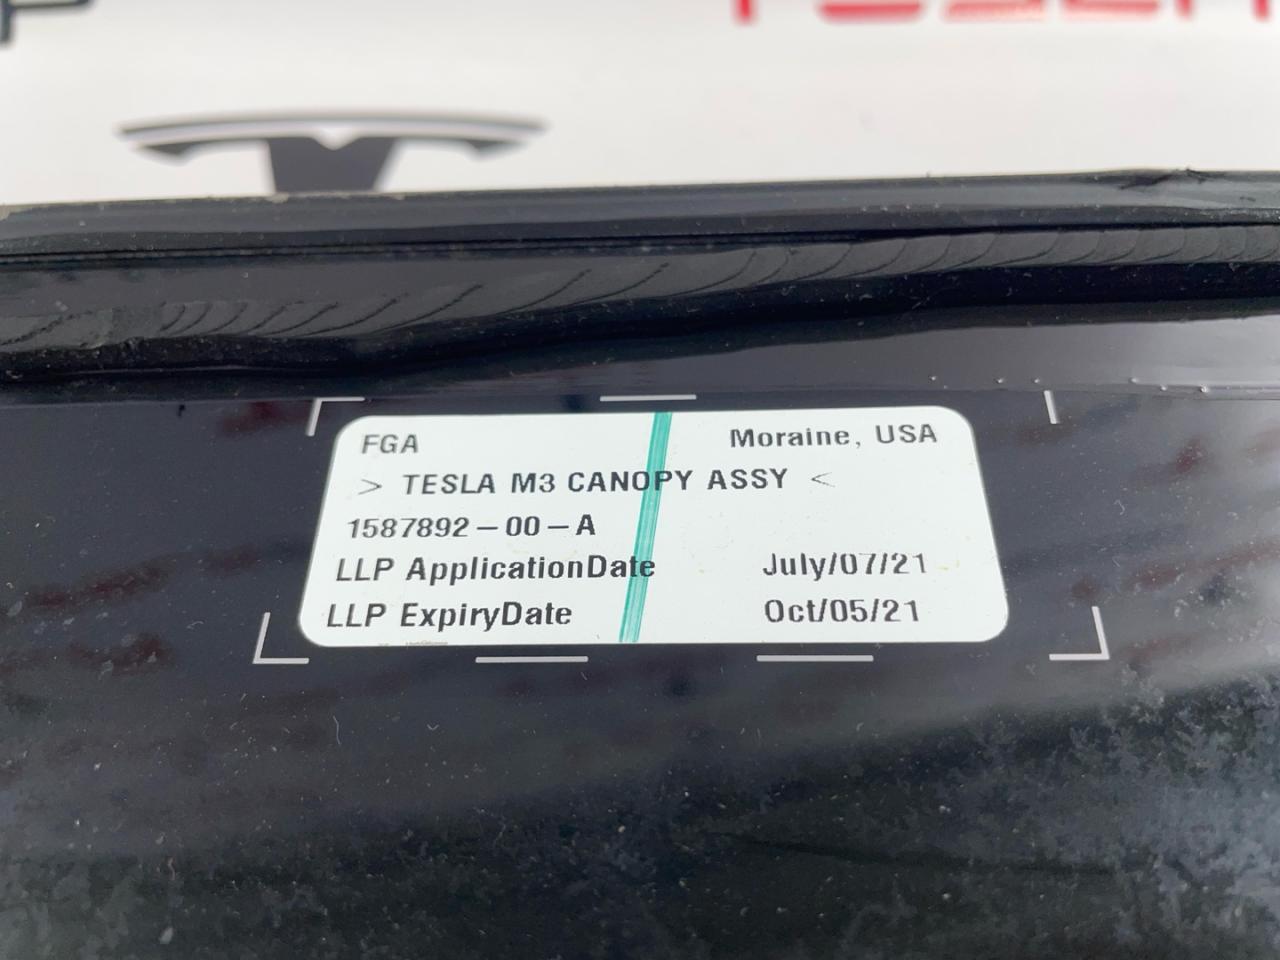 FGA Moraine, USA
> TESLA M3 CANOPY ASSY <
1587892-00-A
LLP ApplicationDate July/07/21
LLP ExpiryDate Oct/05/21